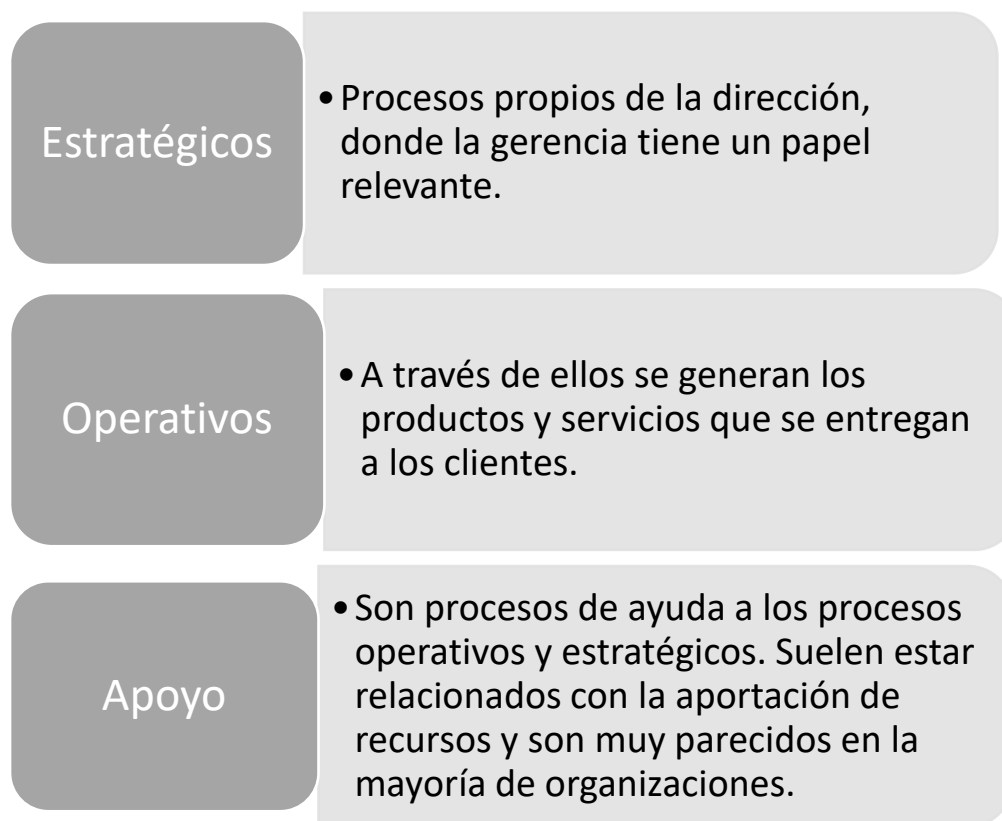 Estratégicos
•Procesos propios de la dirección,
donde la gerencia tiene un papel
relevante.
Operativos
•A través de ellos se generan los
productos y servicios que se entregan
a los clientes.
Apoyo
•Son procesos de ayuda a los procesos
operativos y estratégicos. Suelen estar
relacionados con la aportación de
recursos y son muy parecidos en la
mayoría de organizaciones.